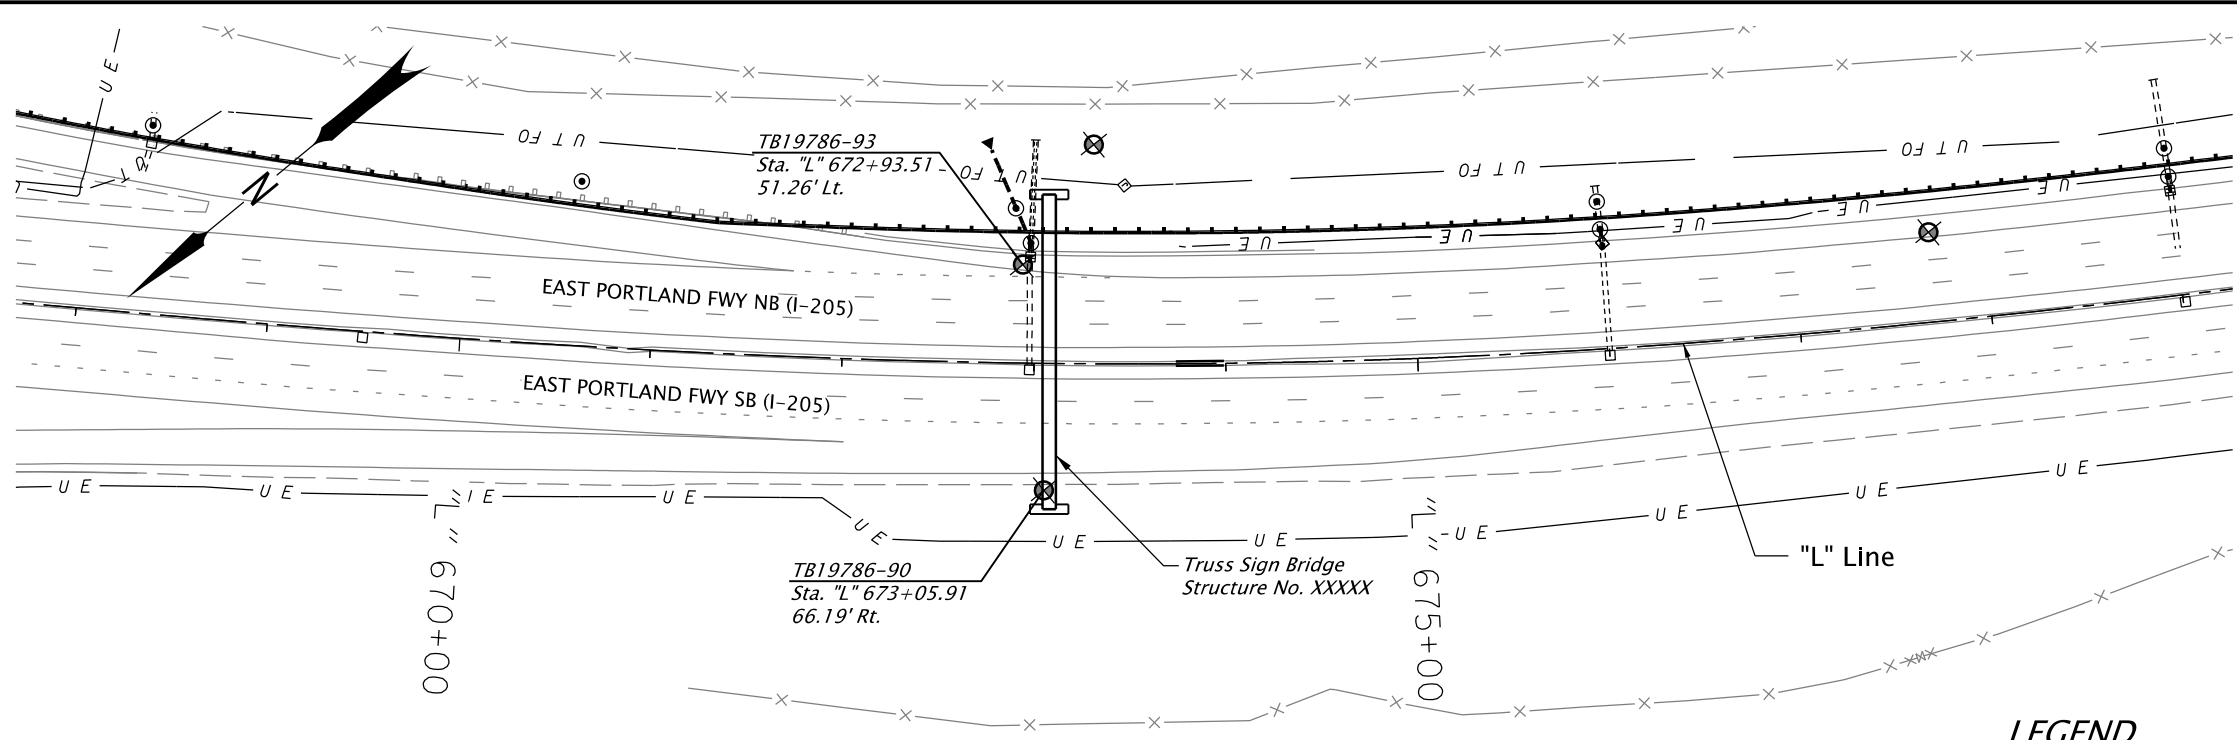 U E
U T FO
TB19786-93
Sta. "L" 672+93.51
51.26' Lt.
U T FO
U T FO
U T FO
N
U E
U E
U E
U E
U E
EAST PORTLAND FWY NB (I-205)
EAST PORTLAND FWY SB (I-205)
U E
U E
U E
U E
U E
U E
U E
U E
U E
U E
TB19786-90
Sta. "L" 673+05.91
66.19' Rt.
Truss Sign Bridge
Structure No. XXXXX
"L" Line
"L" 670+00
"L" 675+00
LEGEND